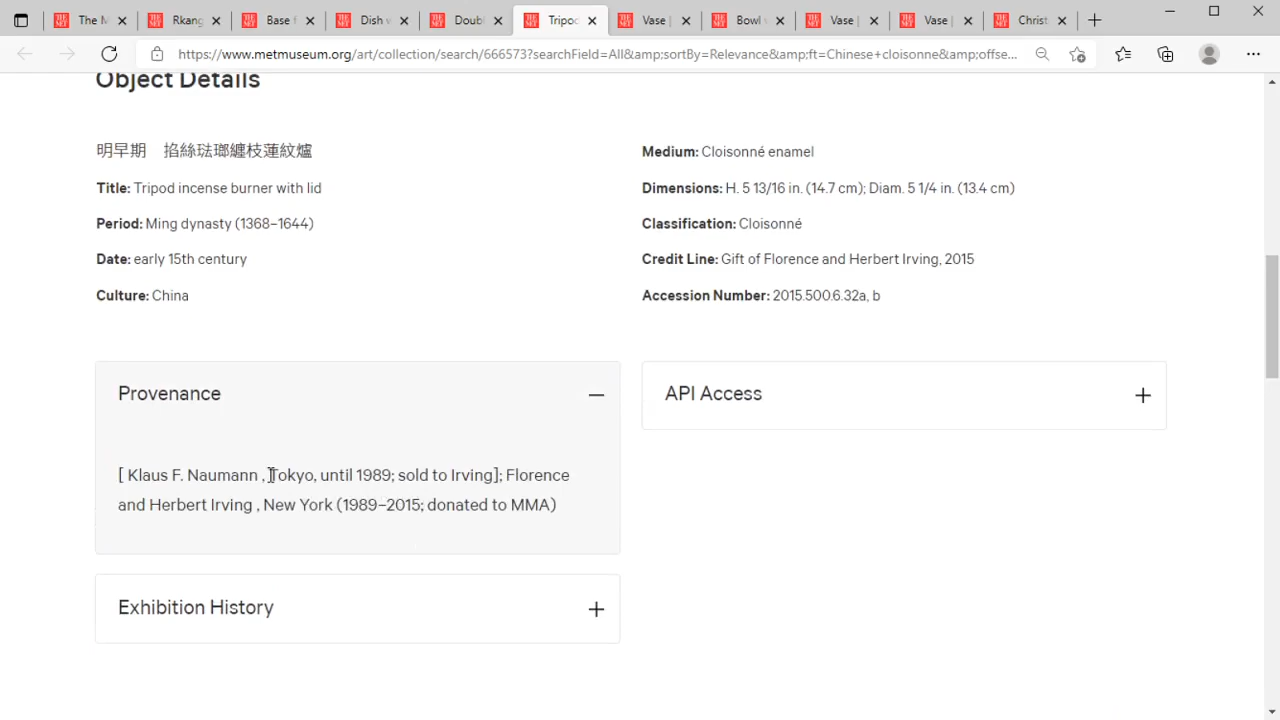 The M
Rkang
Base f
Dish w
Doubl
Tripod
Vase |
Bowl v
Vase |
Vase |
Christ
https://www.metmuseum.org/art/collection/search/666573?searchField=All&amp;sortBy=Relevance&amp;ft=Chinese+cloisonne&amp;offse...
Object Details
明早期 掐絲琺瑯纏枝蓮紋爐
Title: Tripod incense burner with lid
Period: Ming dynasty (1368–1644)
Date: early 15th century
Culture: China
Medium: Cloisonné enamel
Dimensions: H. 5 13/16 in. (14.7 cm); Diam. 5 1/4 in. (13.4 cm)
Classification: Cloisonné
Credit Line: Gift of Florence and Herbert Irving, 2015
Accession Number: 2015.500.6.32a, b
Provenance
[ Klaus F. Naumann , Tokyo, until 1989; sold to Irving]; Florence
and Herbert Irving , New York (1989–2015; donated to MMA)
API Access
Exhibition History